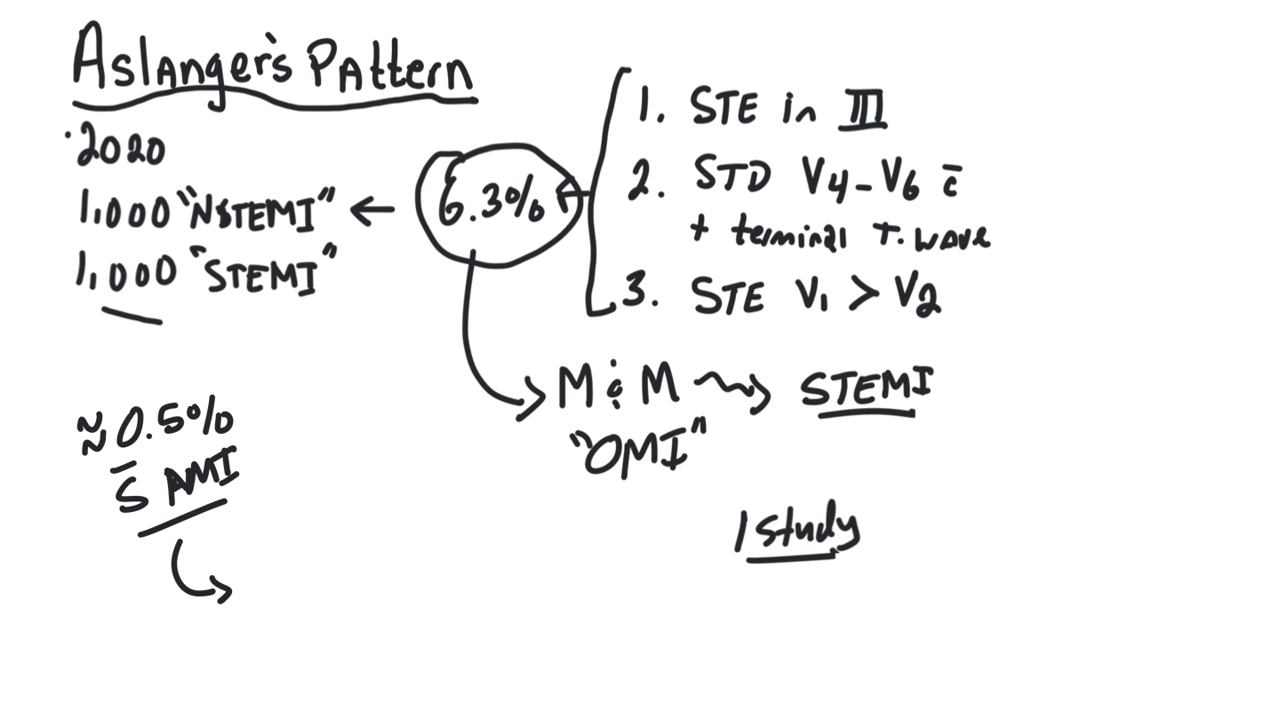 Aslanger's Pattern
·2020
1,000 "NSTEMI" ← 6.3% ←
1,000 "STEMI"
1. STE in III
2. STD V4-V6 c̄
+ terminal T. wave
3. STE V1 > V2
M & M → STEMI
"OMI"
≈ 0.5%
s̄ AMI
1 study